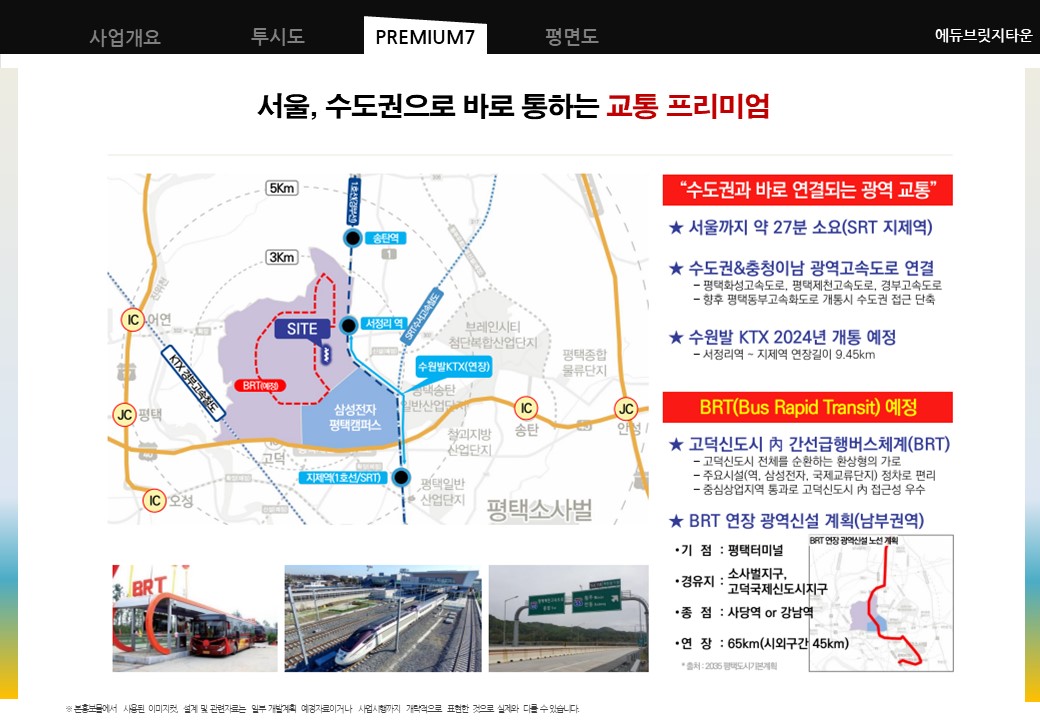 사업개요
투시도
PREMIUM7
평면도
에듀브릿지타운
서울, 수도권으로 바로 통하는 교통 프리미엄
5Km
3Km
송탄역
1
IC
어연
SITE
서정리 역
브레인시티
첨단복합산업단지
평택종합
물류단지
KTX 경부고속철도
수원발KTX(연장)
BRT(예정)
평택송탄
일반산업단지
삼성전자
평택캠퍼스
JC
평택
IC
송탄
JC
안성
고덕
철괴지방
산업단지
지제역(1호선/SRT)
평택일반
산업단지
IC
오성
평택소사벌
BRT
“수도권과 바로 연결되는 광역 교통”
★ 서울까지 약 27분 소요(SRT 지제역)
★ 수도권&충청이남 광역고속도로 연결
– 평택화성고속도로, 평택제천고속도로, 경부고속도로
– 향후 평택동부고속화도로 개통시 수도권 접근 단축
★ 수원발 KTX 2024년 개통 예정
– 서정리역 ~ 지제역 연장길이 9.45km
BRT(Bus Rapid Transit) 예정
★ 고덕신도시 內 간선급행버스체계(BRT)
– 고덕신도시 전체를 순환하는 환상형의 가로
– 주요시설(역, 삼성전자, 국제교류단지) 정차로 편리
– 중심상업지역 통과로 고덕신도시 內 접근성 우수
★ BRT 연장 광역신설 계획(남부권역)
BRT 연장 광역신설 노선 계획
•기 점 : 평택터미널
•경유지 : 소사벌지구,
고덕국제신도시지구
•종 점 : 사당역 or 강남역
•연 장 : 65km(시외구간 45km)
*출처 : 2035 평택도시기본계획
※ 본홍보물에서 사용된 이미지컷, 설계 및 관련자료는 일부 개발계획 예정자료이거나 사업시행까지 개략적으로 표현한 것으로 실제와 다를 수 있습니다.